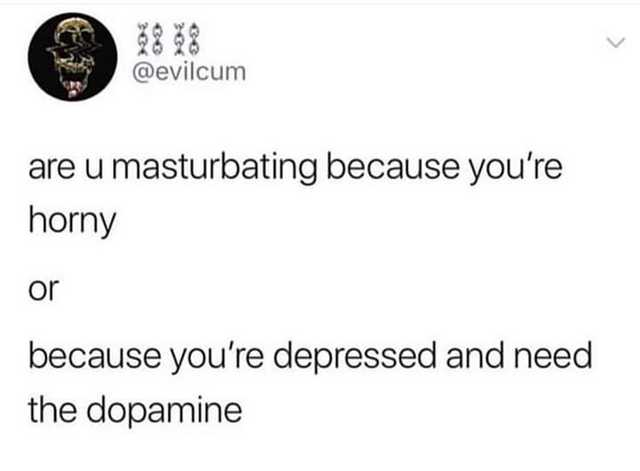 @evilcum
are u masturbating because you're
horny
or
because you're depressed and need
the dopamine